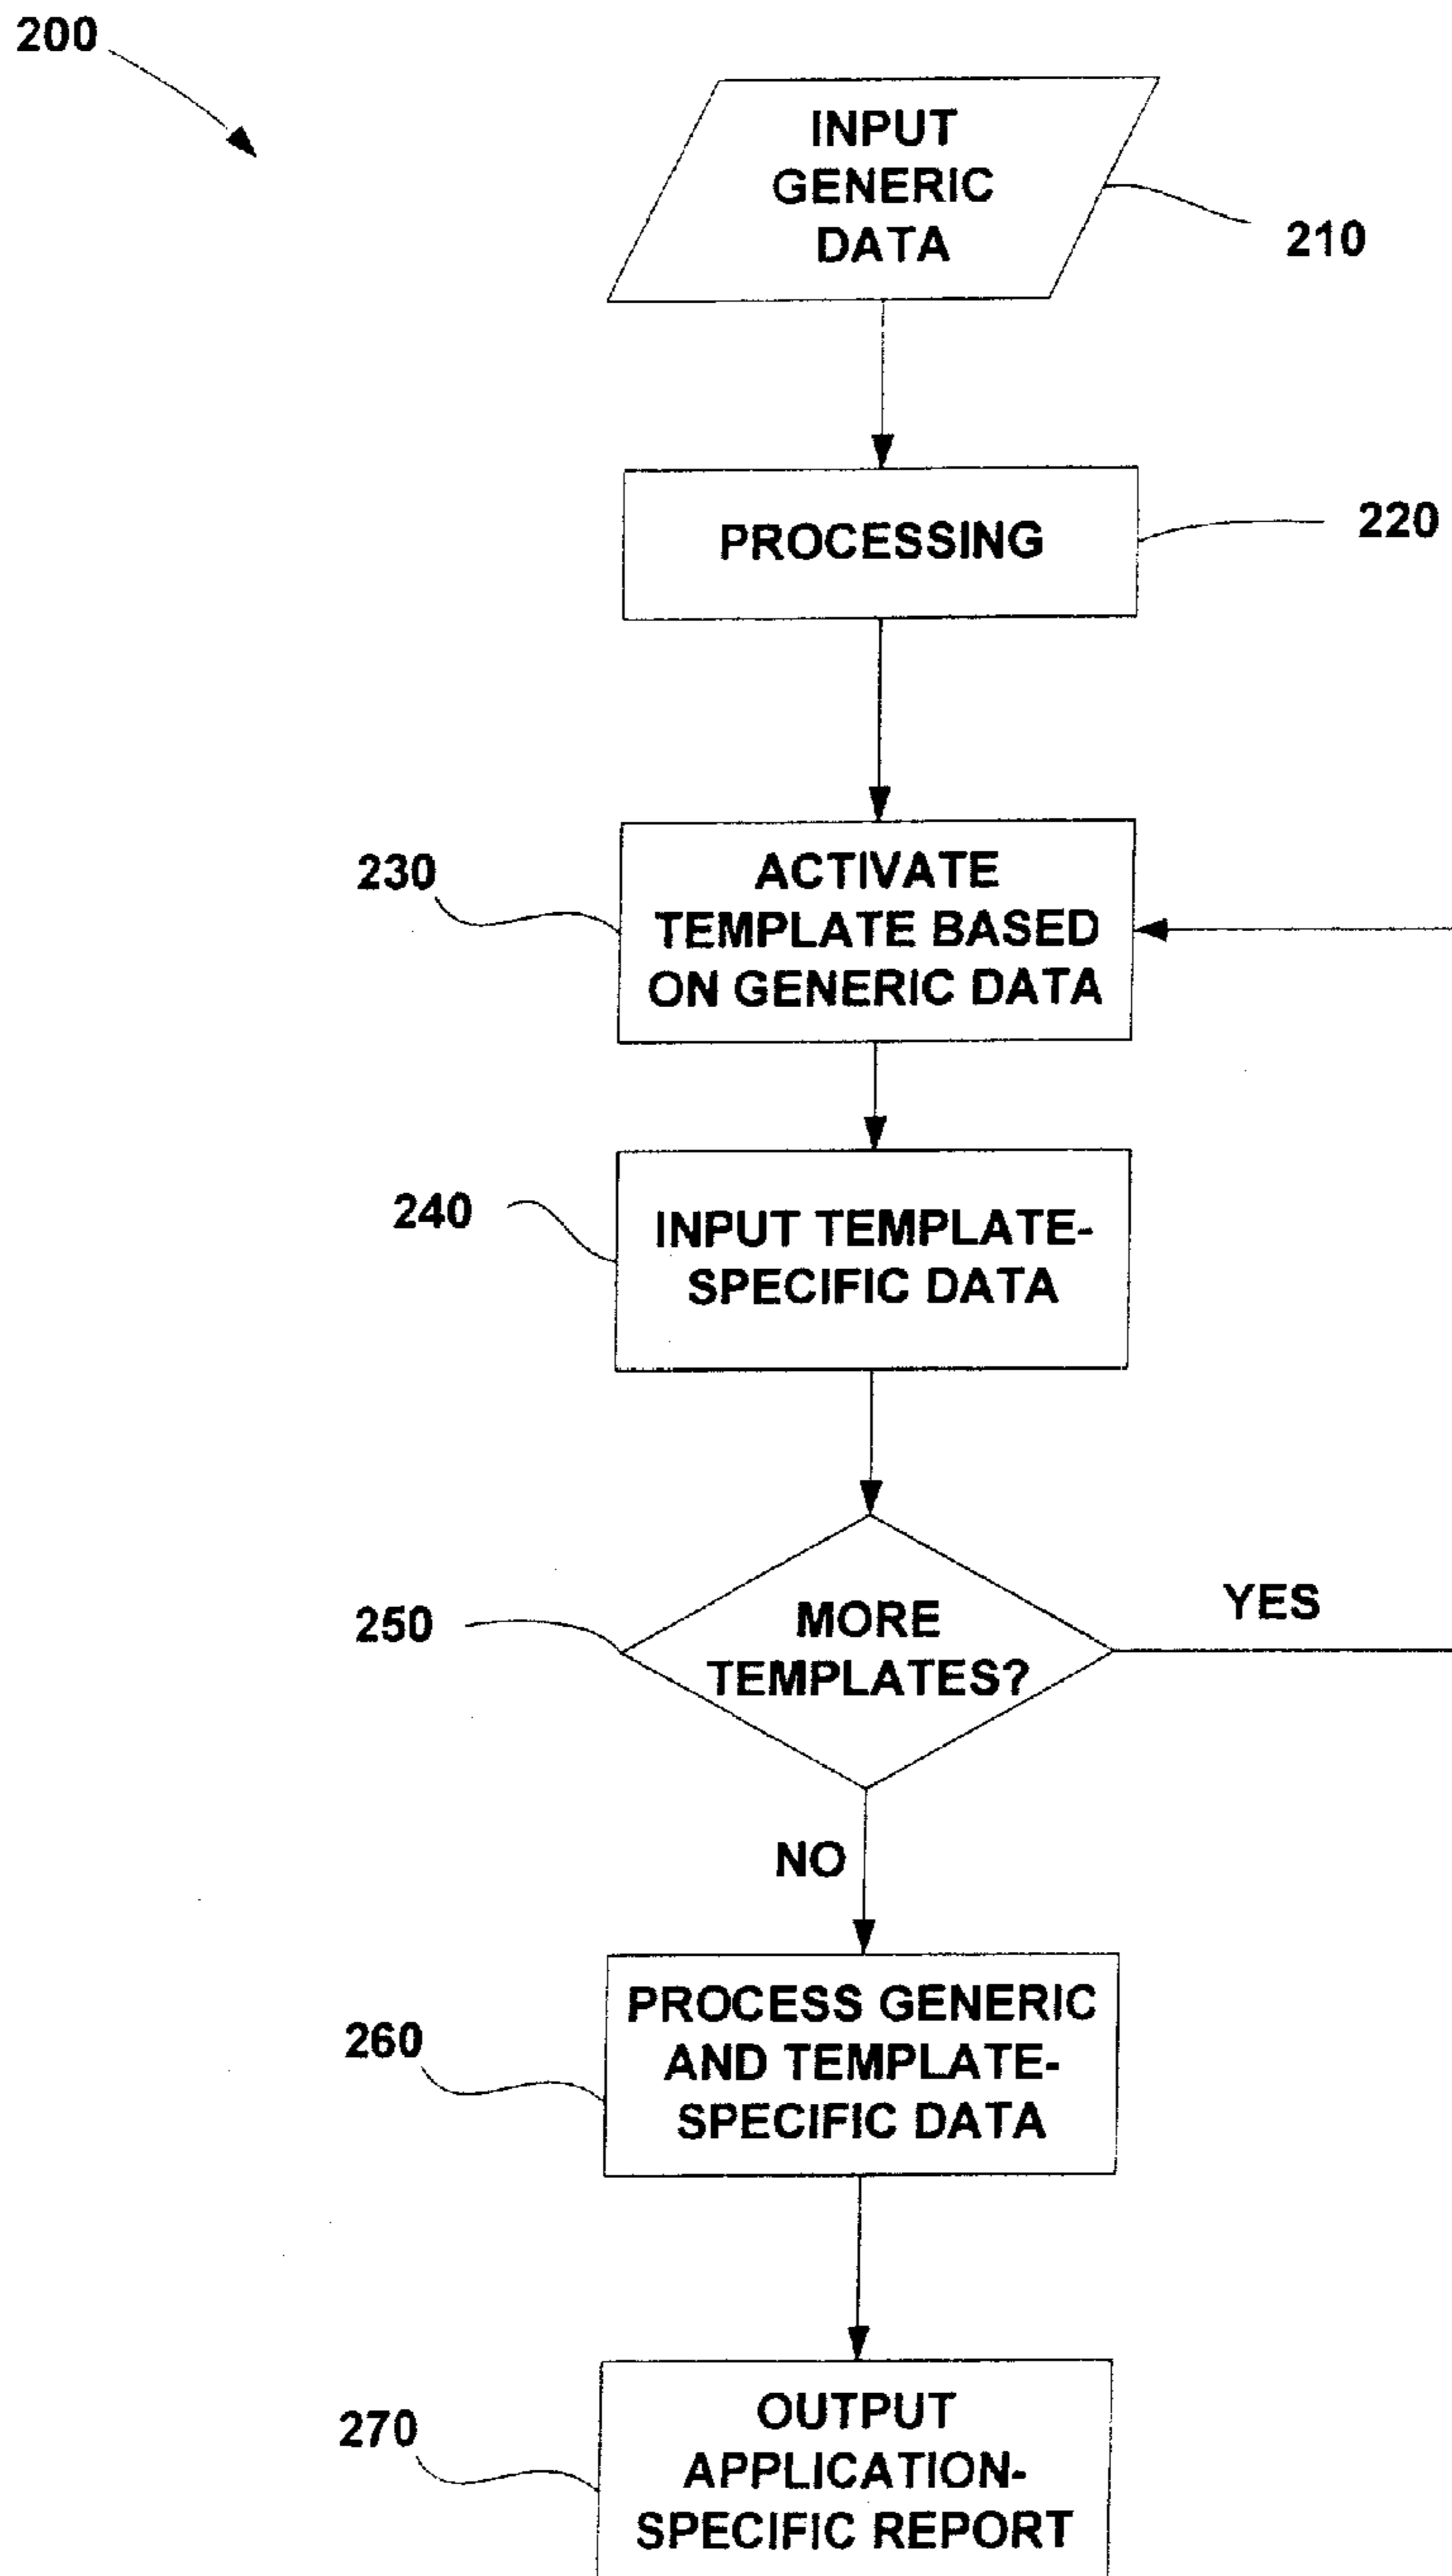 200
INPUT
GENERIC
DATA
210
PROCESSING
220
230
ACTIVATE
TEMPLATE BASED
ON GENERIC DATA
240
INPUT TEMPLATE-
SPECIFIC DATA
250
MORE
TEMPLATES?
YES
NO
260
PROCESS GENERIC
AND TEMPLATE-
SPECIFIC DATA
270
OUTPUT
APPLICATION-
SPECIFIC REPORT